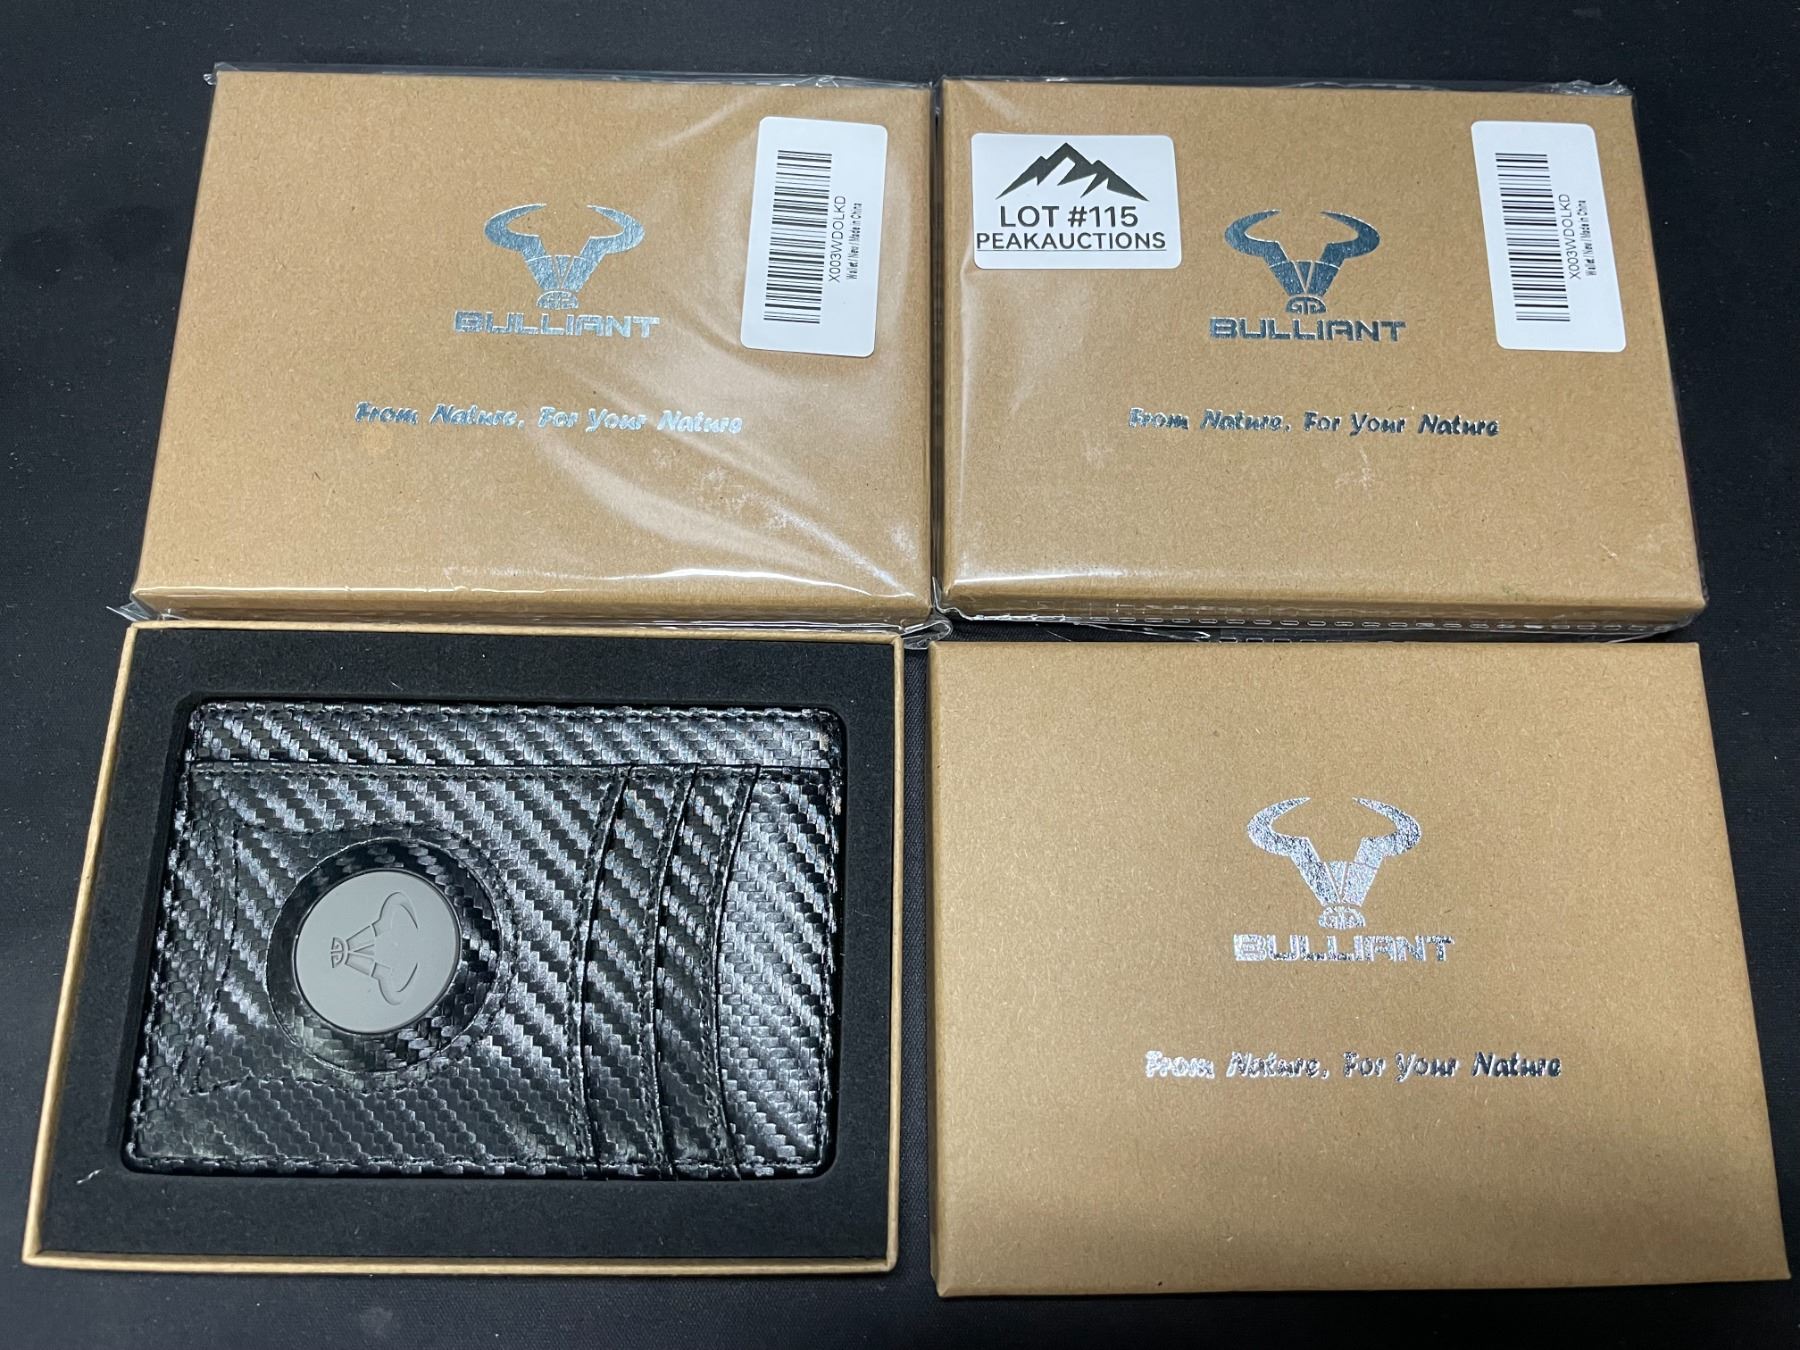 BULLIANT
From Nature, For Your Nature
X003WDOLKD
Wallet / New / Made in China
LOT #115
PEAKAUCTIONS
BULLIANT
From Nature, For Your Nature
X003WDOLKD
Wallet / New / Made in China
BULLIANT
From Nature, For Your Nature